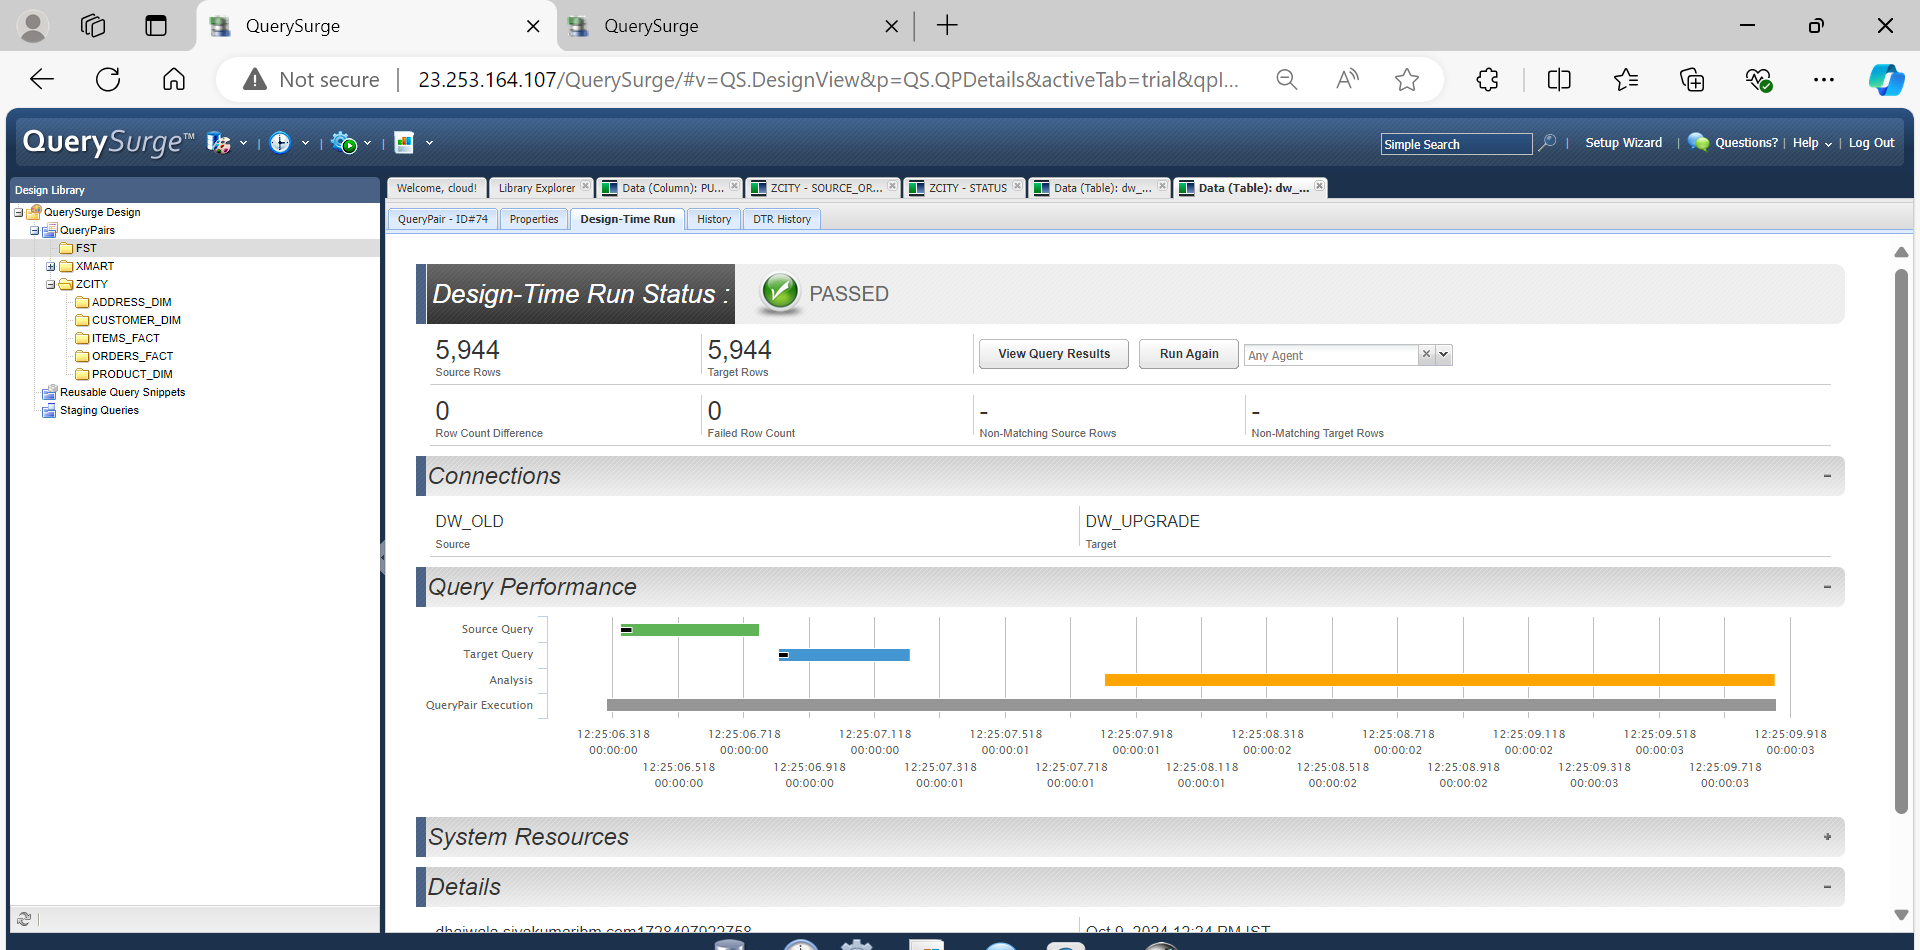 QuerySurge
QuerySurge
Not secure
23.253.164.107/QuerySurge/#v=QS.DesignView&p=QS.QPDetails&activeTab=trial&qpI...
QuerySurge™
Simple Search
Setup Wizard
Questions?
Help
Log Out
Design Library
QuerySurge Design
QueryPairs
FST
XMART
ZCITY
ADDRESS_DIM
CUSTOMER_DIM
ITEMS_FACT
ORDERS_FACT
PRODUCT_DIM
Reusable Query Snippets
Staging Queries
Welcome, cloud!
Library Explorer
Data (Column): PU...
ZCITY - SOURCE_OR...
ZCITY - STATUS
Data (Table): dw_...
Data (Table): dw_...
QueryPair - ID#74
Properties
Design-Time Run
History
DTR History
Design-Time Run Status :
PASSED
5,944
Source Rows
5,944
Target Rows
View Query Results
Run Again
Any Agent
0
Row Count Difference
0
Failed Row Count
-
Non-Matching Source Rows
-
Non-Matching Target Rows
Connections
DW_OLD
Source
DW_UPGRADE
Target
Query Performance
Source Query
Target Query
Analysis
QueryPair Execution
12:25:06.318 12:25:06.718 12:25:07.118 12:25:07.518 12:25:07.918 12:25:08.318 12:25:08.718 12:25:09.118 12:25:09.518 12:25:09.918
00:00:00 00:00:00 00:00:00 00:00:01 00:00:01 00:00:02 00:00:02 00:00:02 00:00:03 00:00:03
12:25:06.518 12:25:06.918 12:25:07.318 12:25:07.718 12:25:08.118 12:25:08.518 12:25:08.918 12:25:09.318 12:25:09.718
00:00:00 00:00:00 00:00:01 00:00:01 00:00:01 00:00:02 00:00:02 00:00:03 00:00:03
System Resources
Details
Oct 9, 2024 12:24 PM IST